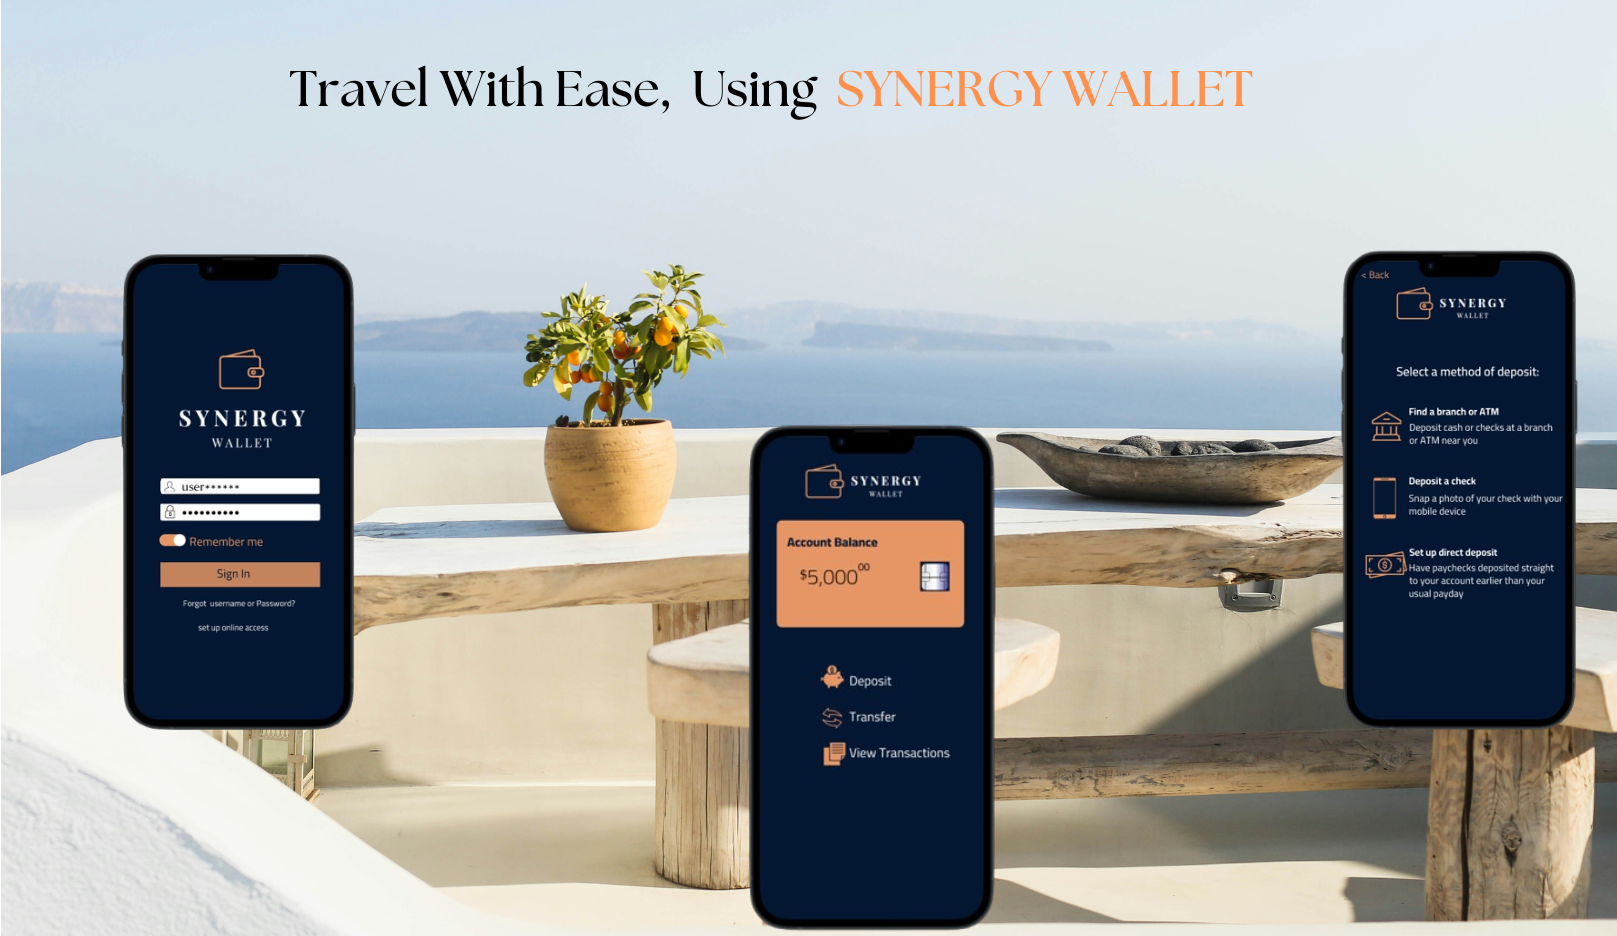 Travel With Ease, Using SYNERGY WALLET
SYNERGY
WALLET
user******
**********
Remember me
Sign In
Forgot username or Password?
set up online access
SYNERGY
WALLET
Account Balance
$5,00000
Deposit
Transfer
View Transactions
< Back
SYNERGY
WALLET
Select a method of deposit:
Find a branch or ATM
Deposit cash or checks at a branch
or ATM near you
Deposit a check
Snap a photo of your check with your
mobile device
Set up direct deposit
Have paychecks deposited straight
to your account earlier than your
usual payday